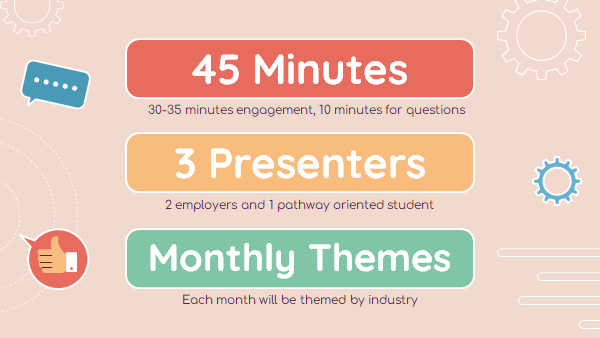 45 Minutes
30-35 minutes engagement, 10 minutes for questions
3 Presenters
2 employers and 1 pathway oriented student
Monthly Themes
Each month will be themed by industry